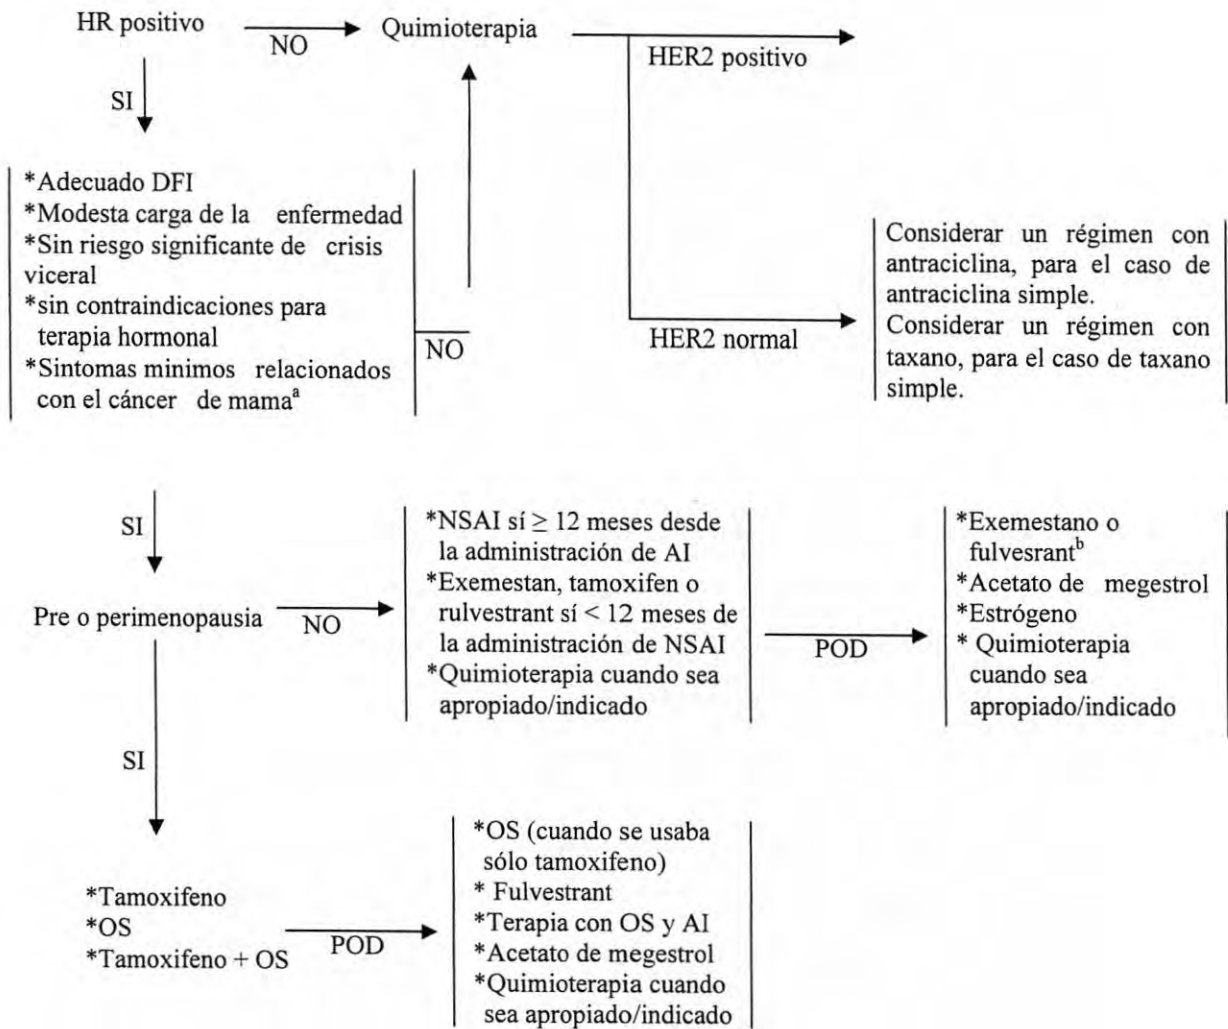 HR positivo
NO
Quimioterapia
HER2 positivo
SI
*Adecuado DFI
*Modesta carga de la enfermedad
*Sin riesgo significante de crisis
viceral
*sin contraindicaciones para
terapia hormonal
*Sintomas minimos relacionados
con el cáncer de mamaᵃ
NO
HER2 normal
Considerar un régimen con
antraciclina, para el caso de
antraciclina simple.
Considerar un régimen con
taxano, para el caso de taxano
simple.
SI
Pre o perimenopausia
NO
*NSAI sí ≥ 12 meses desde
la administración de AI
*Exemestan, tamoxifen o
rulvestrant sí < 12 meses de
la administración de NSAI
*Quimioterapia cuando sea
apropiado/indicado
POD
*Exemestano o
fulvesrantᵇ
*Acetato de megestrol
*Estrógeno
* Quimioterapia
cuando sea
apropiado/indicado
SI
*Tamoxifeno
*OS
*Tamoxifeno + OS
POD
*OS (cuando se usaba
sólo tamoxifeno)
* Fulvestrant
*Terapia con OS y AI
*Acetato de megestrol
*Quimioterapia cuando
sea apropiado/indicado